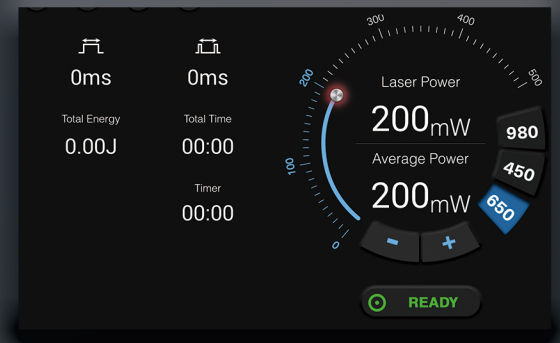 0ms
0ms
Total Energy
0.00J
Total Time
00:00
Timer
00:00
0
100
200
300
400
500
Laser Power
200mW
Average Power
200mW
980
450
650
-
+
READY